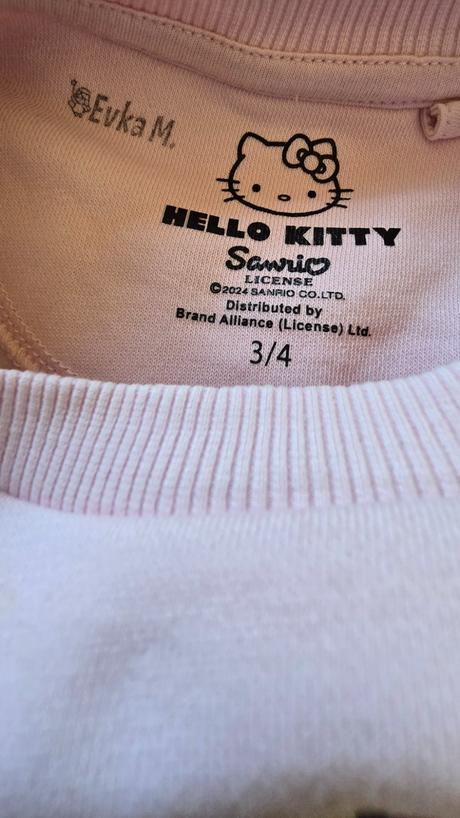 Evka M.
HELLO KITTY
Sanrio
LICENSE
©2024 SANRIO CO.LTD.
Distributed by
Brand Alliance (License) Ltd.
3/4